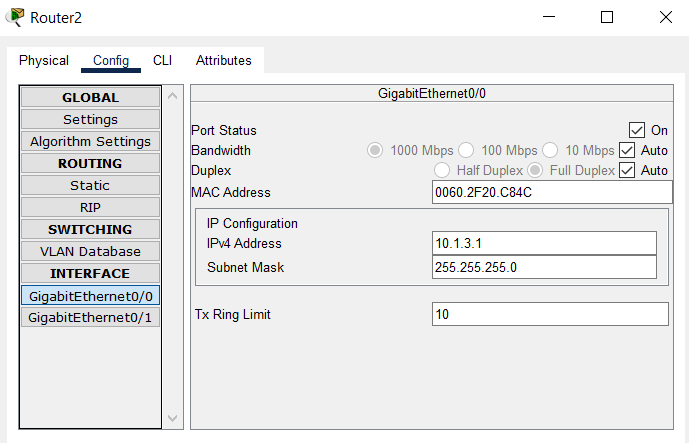 Router2
Physical Config CLI Attributes
GLOBAL
Settings
Algorithm Settings
ROUTING
Static
RIP
SWITCHING
VLAN Database
INTERFACE
GigabitEthernet0/0
GigabitEthernet0/1
GigabitEthernet0/0
Port Status On
Bandwidth 1000 Mbps 100 Mbps 10 Mbps Auto
Duplex Half Duplex Full Duplex Auto
MAC Address 0060.2F20.C84C
IP Configuration
IPv4 Address 10.1.3.1
Subnet Mask 255.255.255.0
Tx Ring Limit 10